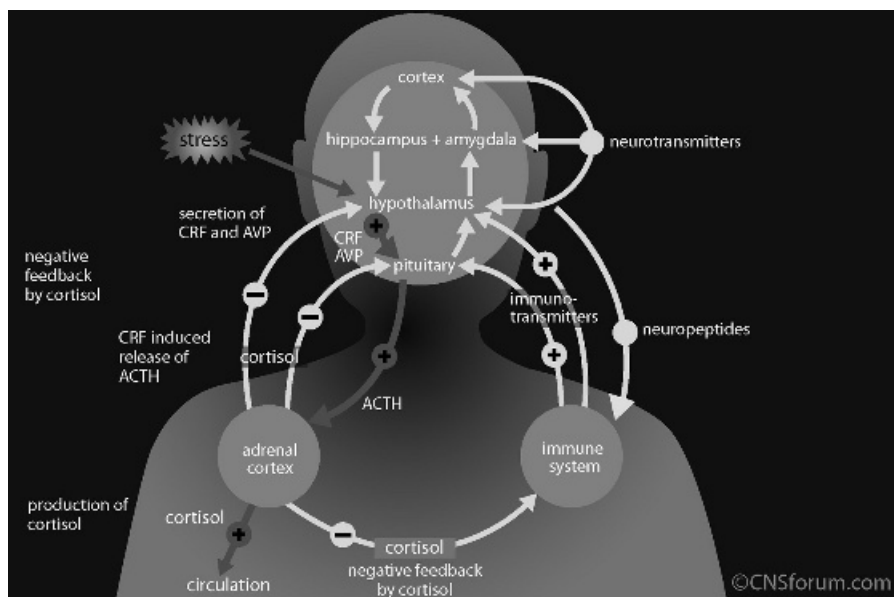 cortex
stress
hippocampus + amygdala
neurotransmitters
hypothalamus
secretion of
CRF and AVP
CRF
AVP
negative
feedback
by cortisol
pituitary
immuno-
transmitters
neuropeptides
CRF induced
release of
ACTH
cortisol
ACTH
adrenal
cortex
immune
system
production of
cortisol
cortisol
cortisol
negative feedback
by cortisol
circulation
©CNSforum.com